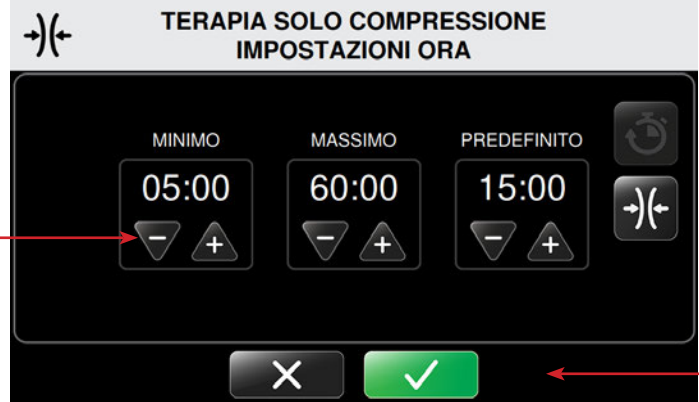 TERAPIA SOLO COMPRESSIONE
IMPOSTAZIONI ORA
MINIMO MASSIMO PREDEFINITO
05:00 60:00 15:00
- + - + - +